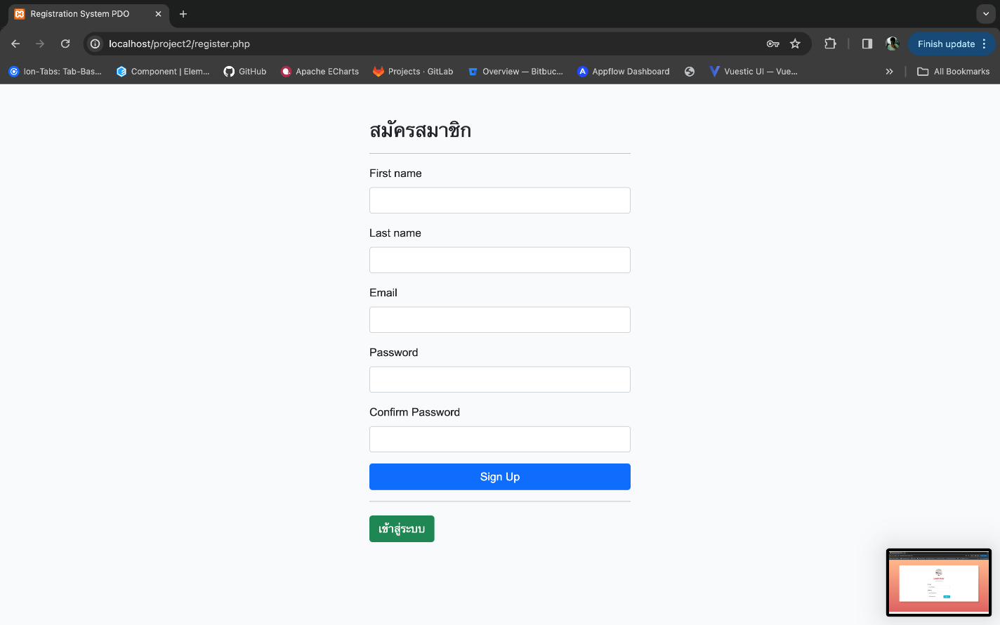 Registration System PDO
localhost/project2/register.php
Finish update
Ion-Tabs: Tab-Bas...
Component | Elem...
GitHub
Apache ECharts
Projects · GitLab
Overview — Bitbuc...
Appflow Dashboard
Vuestic UI — Vue...
All Bookmarks
สมัครสมาชิก
First name
Last name
Email
Password
Confirm Password
Sign Up
เข้าสู่ระบบ